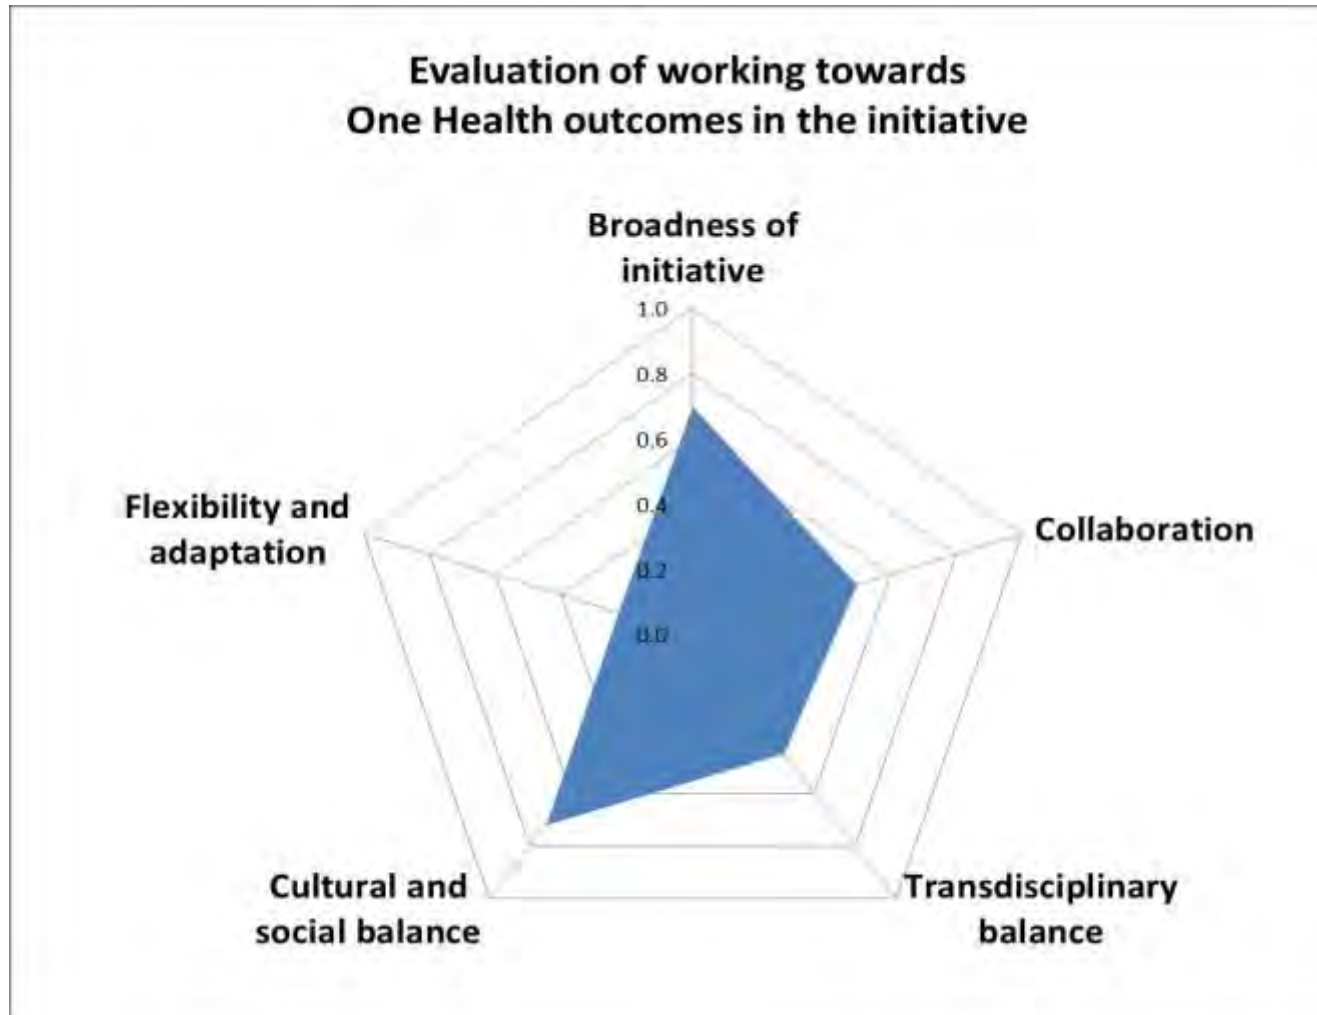 Evaluation of working towards
One Health outcomes in the initiative
Broadness of
initiative
1.0
0.8
0.6
0.4
0.2
0.0
Flexibility and
adaptation
Collaboration
Cultural and
social balance
Transdisciplinary
balance